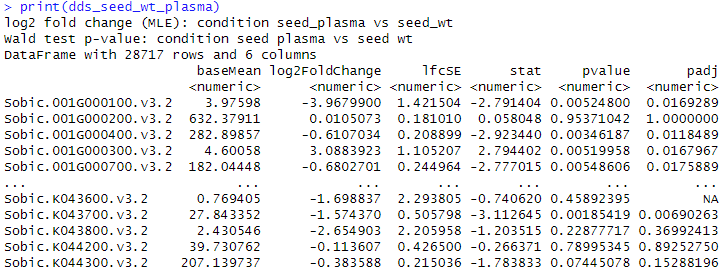 > print(dds_seed_wt_plasma)
log2 fold change (MLE): condition seed_plasma vs seed_wt
Wald test p-value: condition seed plasma vs seed wt
DataFrame with 28717 rows and 6 columns
baseMean log2FoldChange lfcSE stat pvalue padj
<numeric> <numeric> <numeric> <numeric> <numeric> <numeric>
Sobic.001G000100.v3.2 3.97598 -3.9679900 1.421504 -2.791404 0.00524800 0.0169289
Sobic.001G000200.v3.2 632.37911 0.0105073 0.181010 0.058048 0.95371042 1.0000000
Sobic.001G000400.v3.2 282.89857 -0.6107034 0.208899 -2.923440 0.00346187 0.0118489
Sobic.001G000300.v3.2 4.60058 3.0883923 1.105207 2.794402 0.00519958 0.0167967
Sobic.001G000700.v3.2 182.04448 -0.6802701 0.244964 -2.777015 0.00548606 0.0175889
... ... ... ... ... ... ...
Sobic.K043600.v3.2 0.769405 -1.698837 2.293805 -0.740620 0.45892395 NA
Sobic.K043700.v3.2 27.843352 -1.574370 0.505798 -3.112645 0.00185419 0.00690263
Sobic.K043800.v3.2 2.430546 -2.654903 2.205958 -1.203515 0.22877717 0.36992413
Sobic.K044200.v3.2 39.730762 -0.113607 0.426500 -0.266371 0.78995345 0.89252750
Sobic.K044300.v3.2 207.139737 -0.383588 0.215036 -1.783833 0.07445078 0.15288196